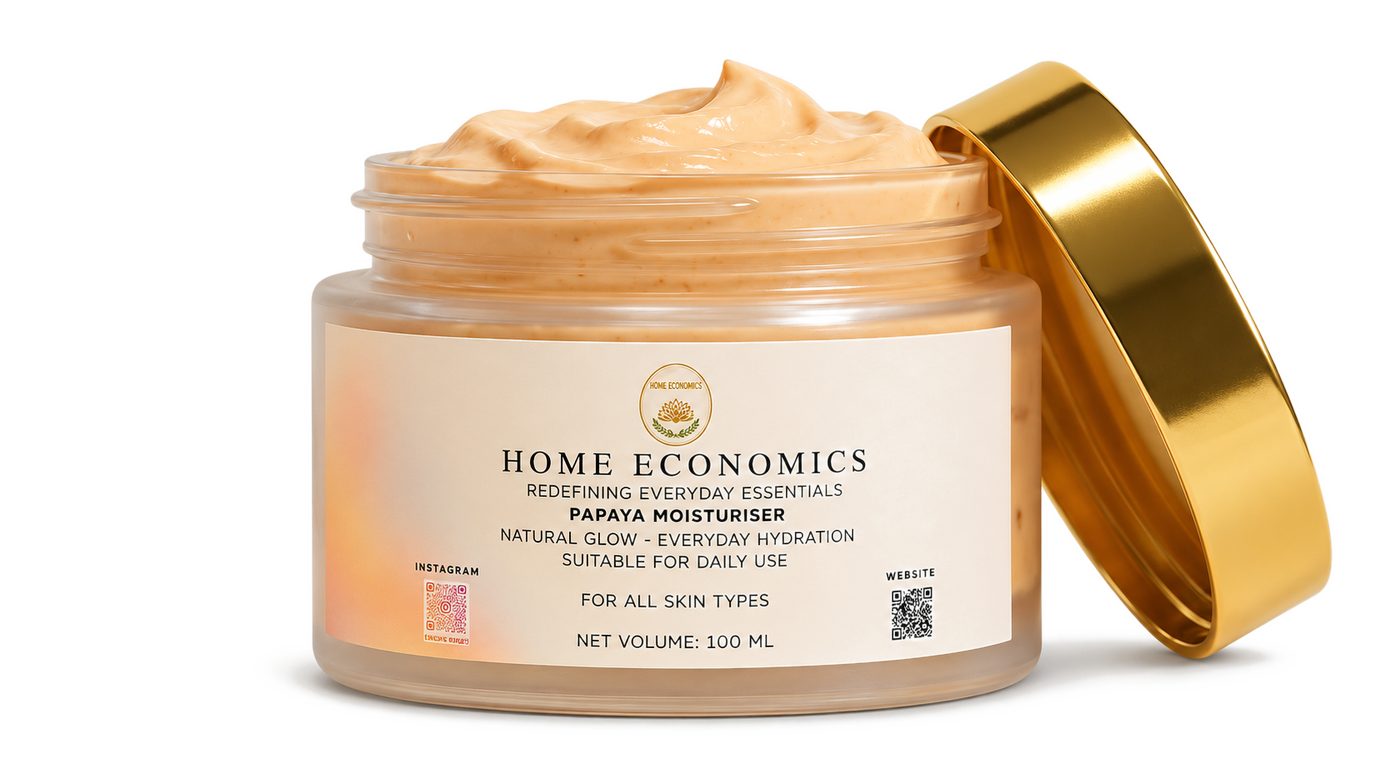 HOME ECONOMICS
HOME ECONOMICS
REDEFINING EVERYDAY ESSENTIALS
PAPAYA MOISTURISER
NATURAL GLOW - EVERYDAY HYDRATION
SUITABLE FOR DAILY USE
INSTAGRAM
WEBSITE
FOR ALL SKIN TYPES
NET VOLUME: 100 ML